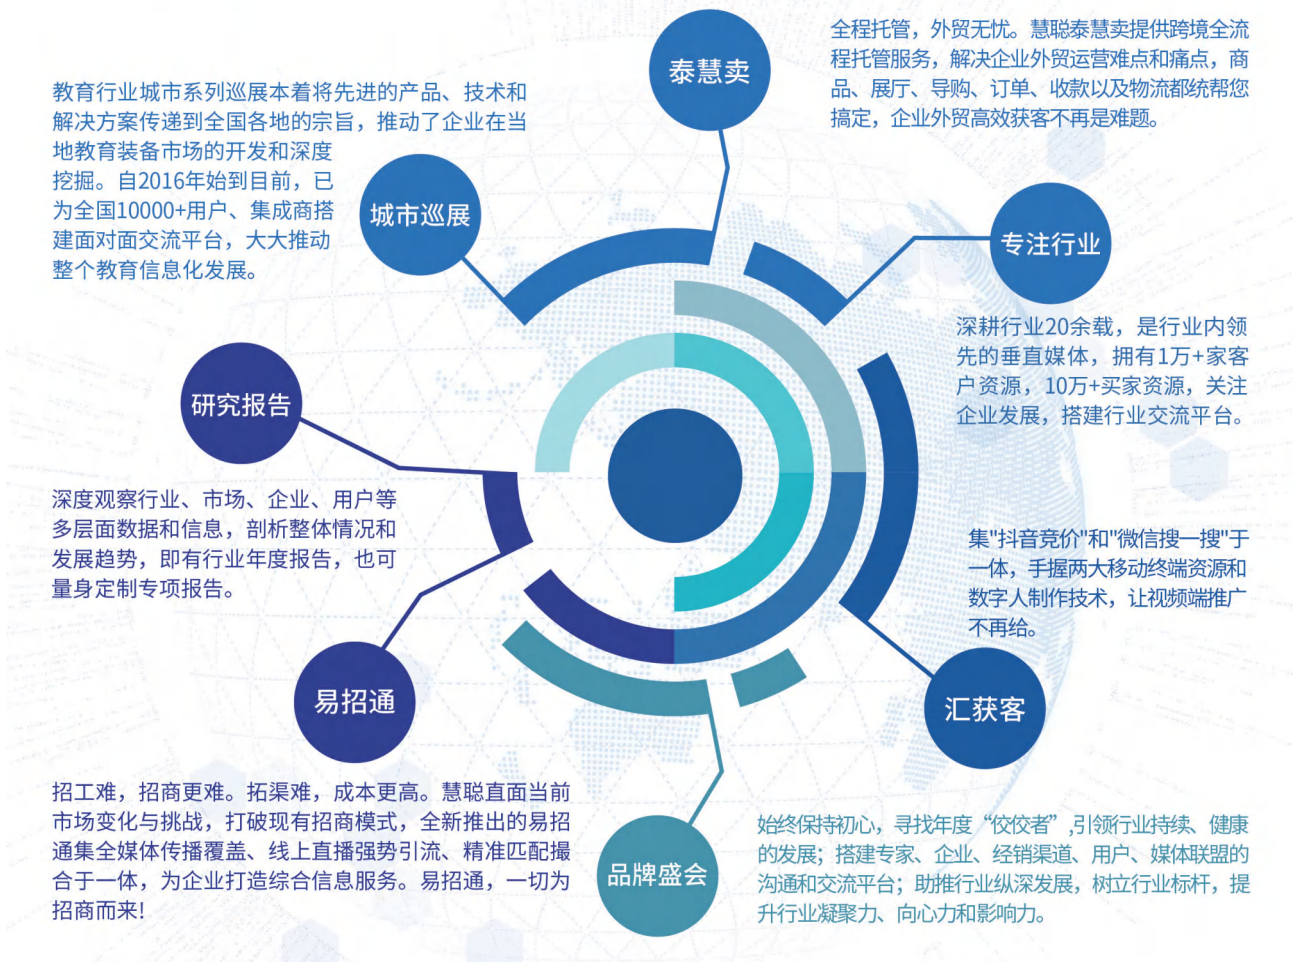 泰慧卖
全程托管，外贸无忧。慧聪泰慧卖提供跨境全流
程托管服务，解决企业外贸运营难点和痛点，商
品、展厅、导购、订单、收款以及物流都统帮您
搞定，企业外贸高效获客不再是难题。
教育行业城市系列巡展本着将先进的产品、技术和
解决方案传递到全国各地的宗旨，推动了企业在当
地教育装备市场的开发和深度
挖掘。自2016年始到目前，已
为全国10000+用户、集成商搭
建面对面交流平台，大大推动
整个教育信息化发展。
城市巡展
专注行业
深耕行业20余载，是行业内领
先的垂直媒体，拥有1万+家客
户资源，10万+买家资源，关注
企业发展，搭建行业交流平台。
研究报告
深度观察行业、市场、企业、用户等
多层面数据和信息，剖析整体情况和
发展趋势，即有行业年度报告，也可
量身定制专项报告。
集"抖音竞价"和"微信搜一搜"于
一体，手握两大移动终端资源和
数字人制作技术，让视频端推广
不再给。
汇获客
易招通
招工难，招商更难。拓渠难，成本更高。慧聪直面当前
市场变化与挑战，打破现有招商模式，全新推出的易招
通集全媒体传播覆盖、线上直播强势引流、精准匹配撮
合于一体，为企业打造综合信息服务。易招通，一切为
招商而来!
品牌盛会
始终保持初心，寻找年度“佼佼者”,引领行业持续、健康
的发展；搭建专家、企业、经销渠道、用户、媒体联盟的
沟通和交流平台；助推行业纵深发展，树立行业标杆，提
升行业凝聚力、向心力和影响力。